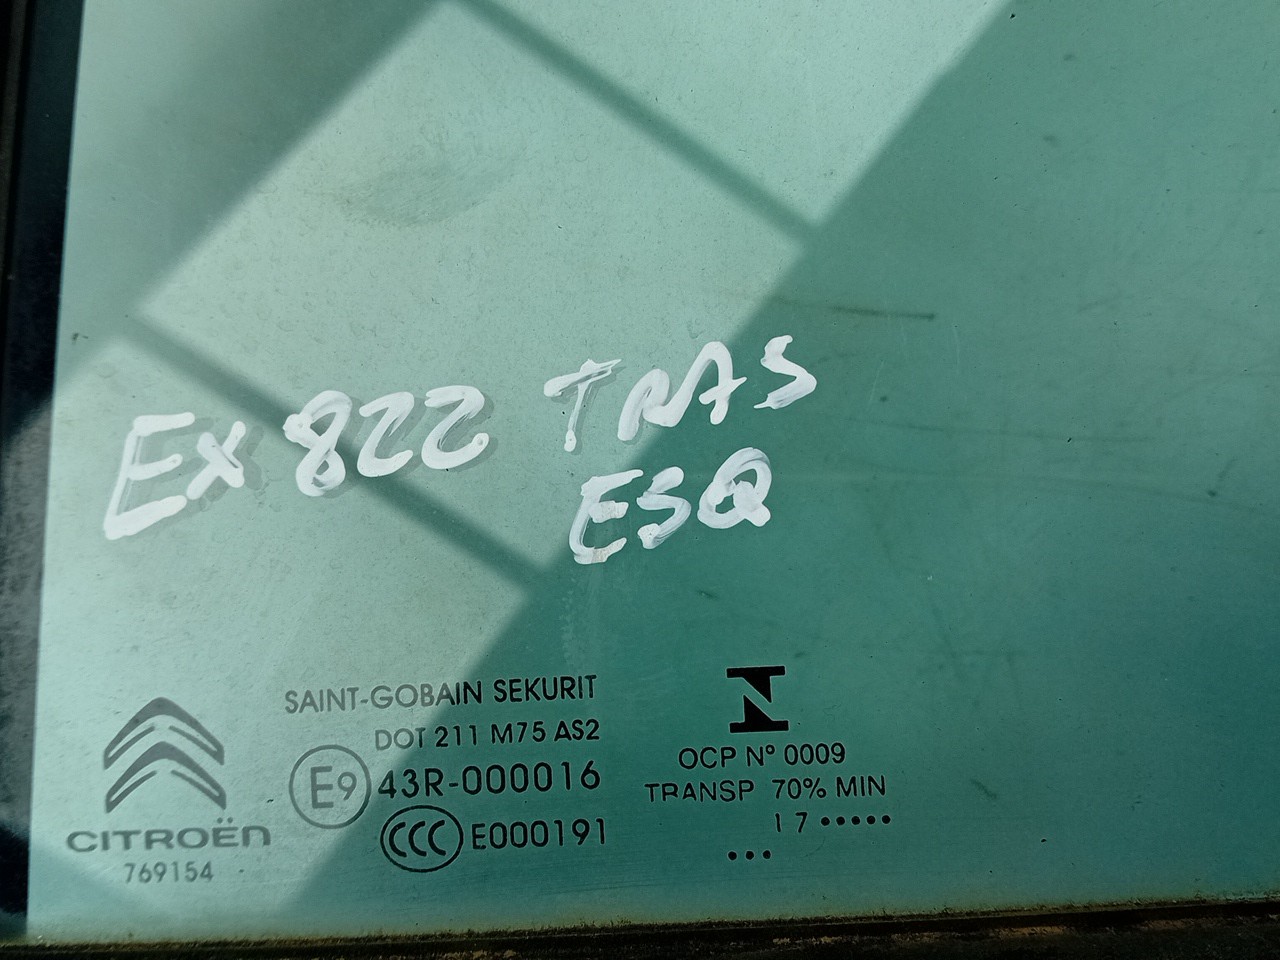 Ex 822 TRAS
ESQ
SAINT-GOBAIN SEKURIT
DOT 211 M75 AS2
E9 43R-000016
CCC E000191
CITROËN
769154
OCP Nº 0009
TRANSP 70% MIN
17 •••••
•••